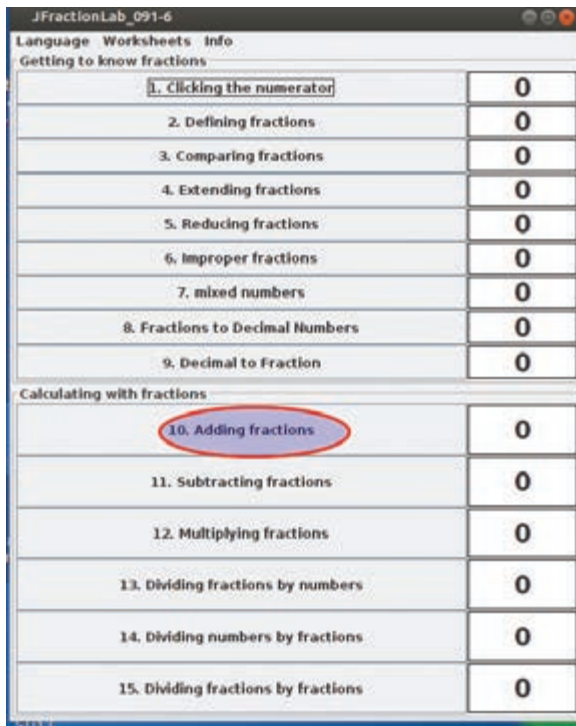 JFractionLab_091-6
Language Worksheets Info
Getting to know fractions
1. Clicking the numerator 0
2. Defining fractions 0
3. Comparing fractions 0
4. Extending fractions 0
5. Reducing fractions 0
6. Improper fractions 0
7. mixed numbers 0
8. Fractions to Decimal Numbers 0
9. Decimal to Fraction 0
Calculating with fractions
10. Adding fractions 0
11. Subtracting fractions 0
12. Multiplying fractions 0
13. Dividing fractions by numbers 0
14. Dividing numbers by fractions 0
15. Dividing fractions by fractions 0